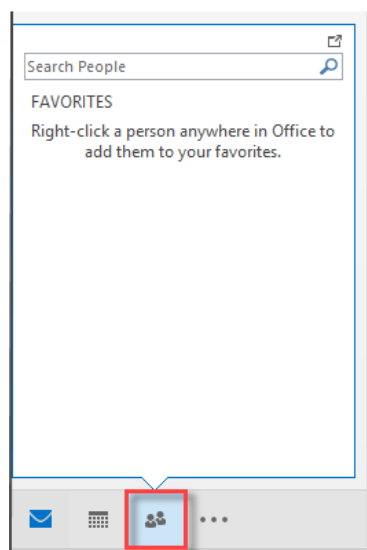 Search People
FAVORITES
Right-click a person anywhere in Office to
add them to your favorites.